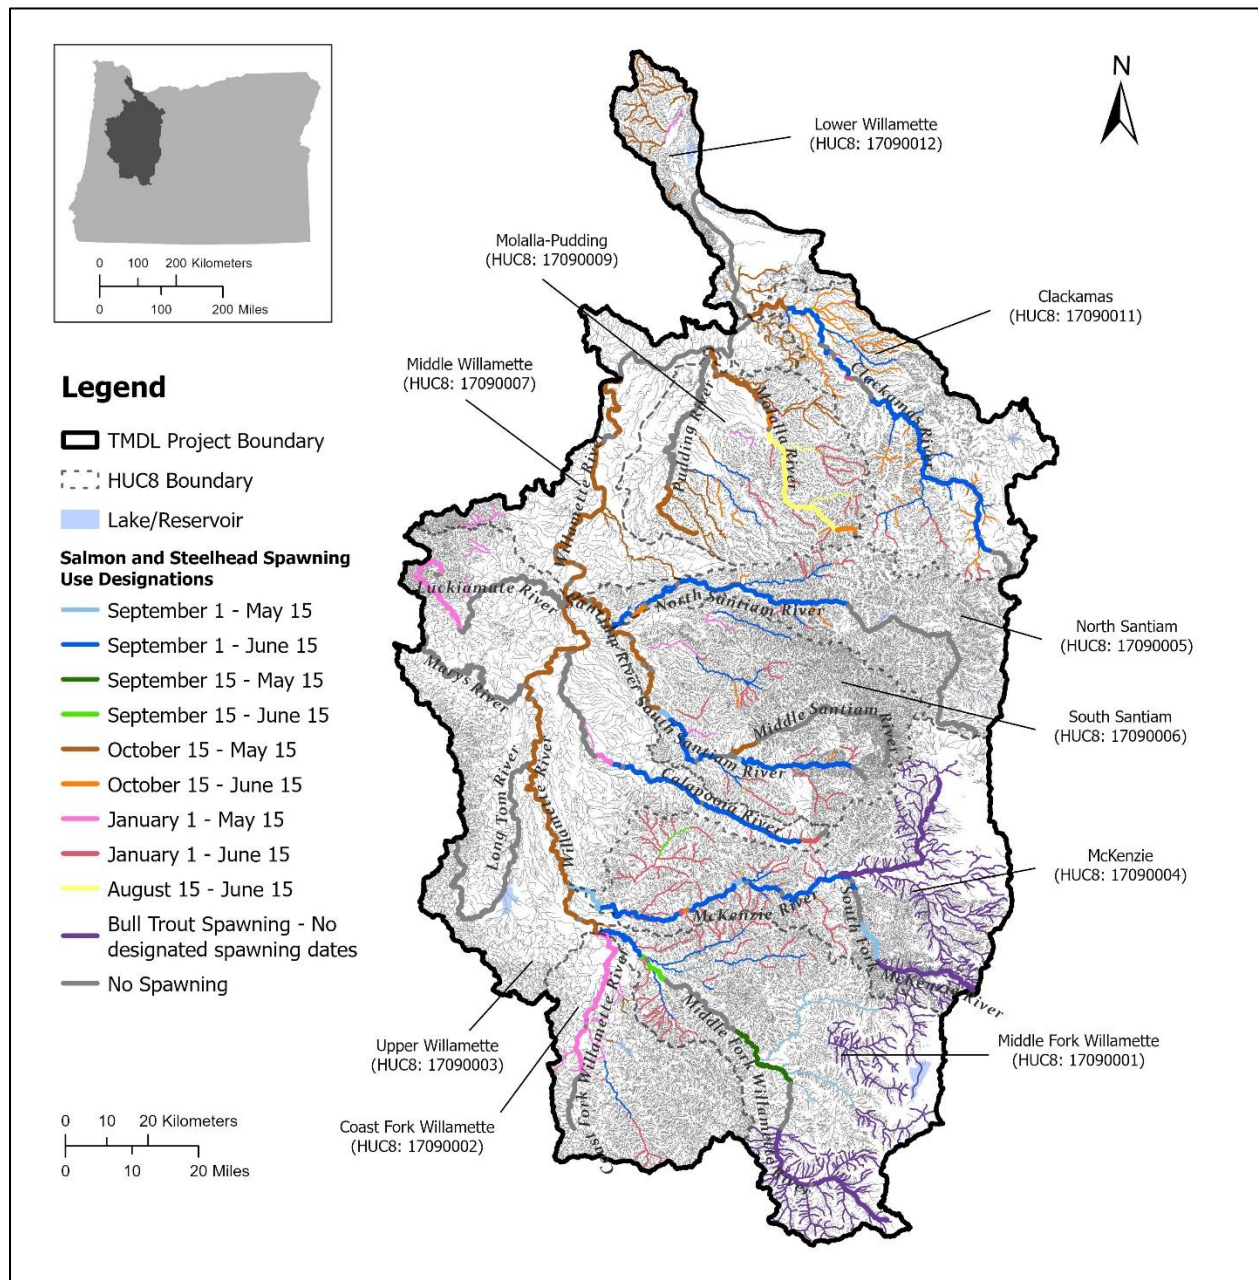 0 100 200 Kilometers
0 100 200 Miles
N
Lower Willamette
(HUC8: 17090012)
Molalla-Pudding
(HUC8: 17090009)
Clackamas
(HUC8: 17090011)
Middle Willamette
(HUC8: 17090007)
Legend
TMDL Project Boundary
HUC8 Boundary
Lake/Reservoir
Salmon and Steelhead Spawning
Use Designations
September 1 - May 15
September 1 - June 15
September 15 - May 15
September 15 - June 15
October 15 - May 15
October 15 - June 15
January 1 - May 15
January 1 - June 15
August 15 - June 15
Bull Trout Spawning - No
designated spawning dates
No Spawning
Clackamas River
Molalla River
Pudding River
Willamette River
Luckiamute River
Santiam River
North Santiam River
North Santiam
(HUC8: 17090005)
Marys River
South Santiam River
Middle Santiam River
South Santiam
(HUC8: 17090006)
Calapooia River
Long Tom River
Willamette River
McKenzie
(HUC8: 17090004)
McKenzie River
South Fork McKenzie River
Upper Willamette
(HUC8: 17090003)
Middle Fork Willamette
(HUC8: 17090001)
Middle Fork Willamette River
Coast Fork Willamette River
Coast Fork Willamette
(HUC8: 17090002)
0 10 20 Kilometers
0 10 20 Miles